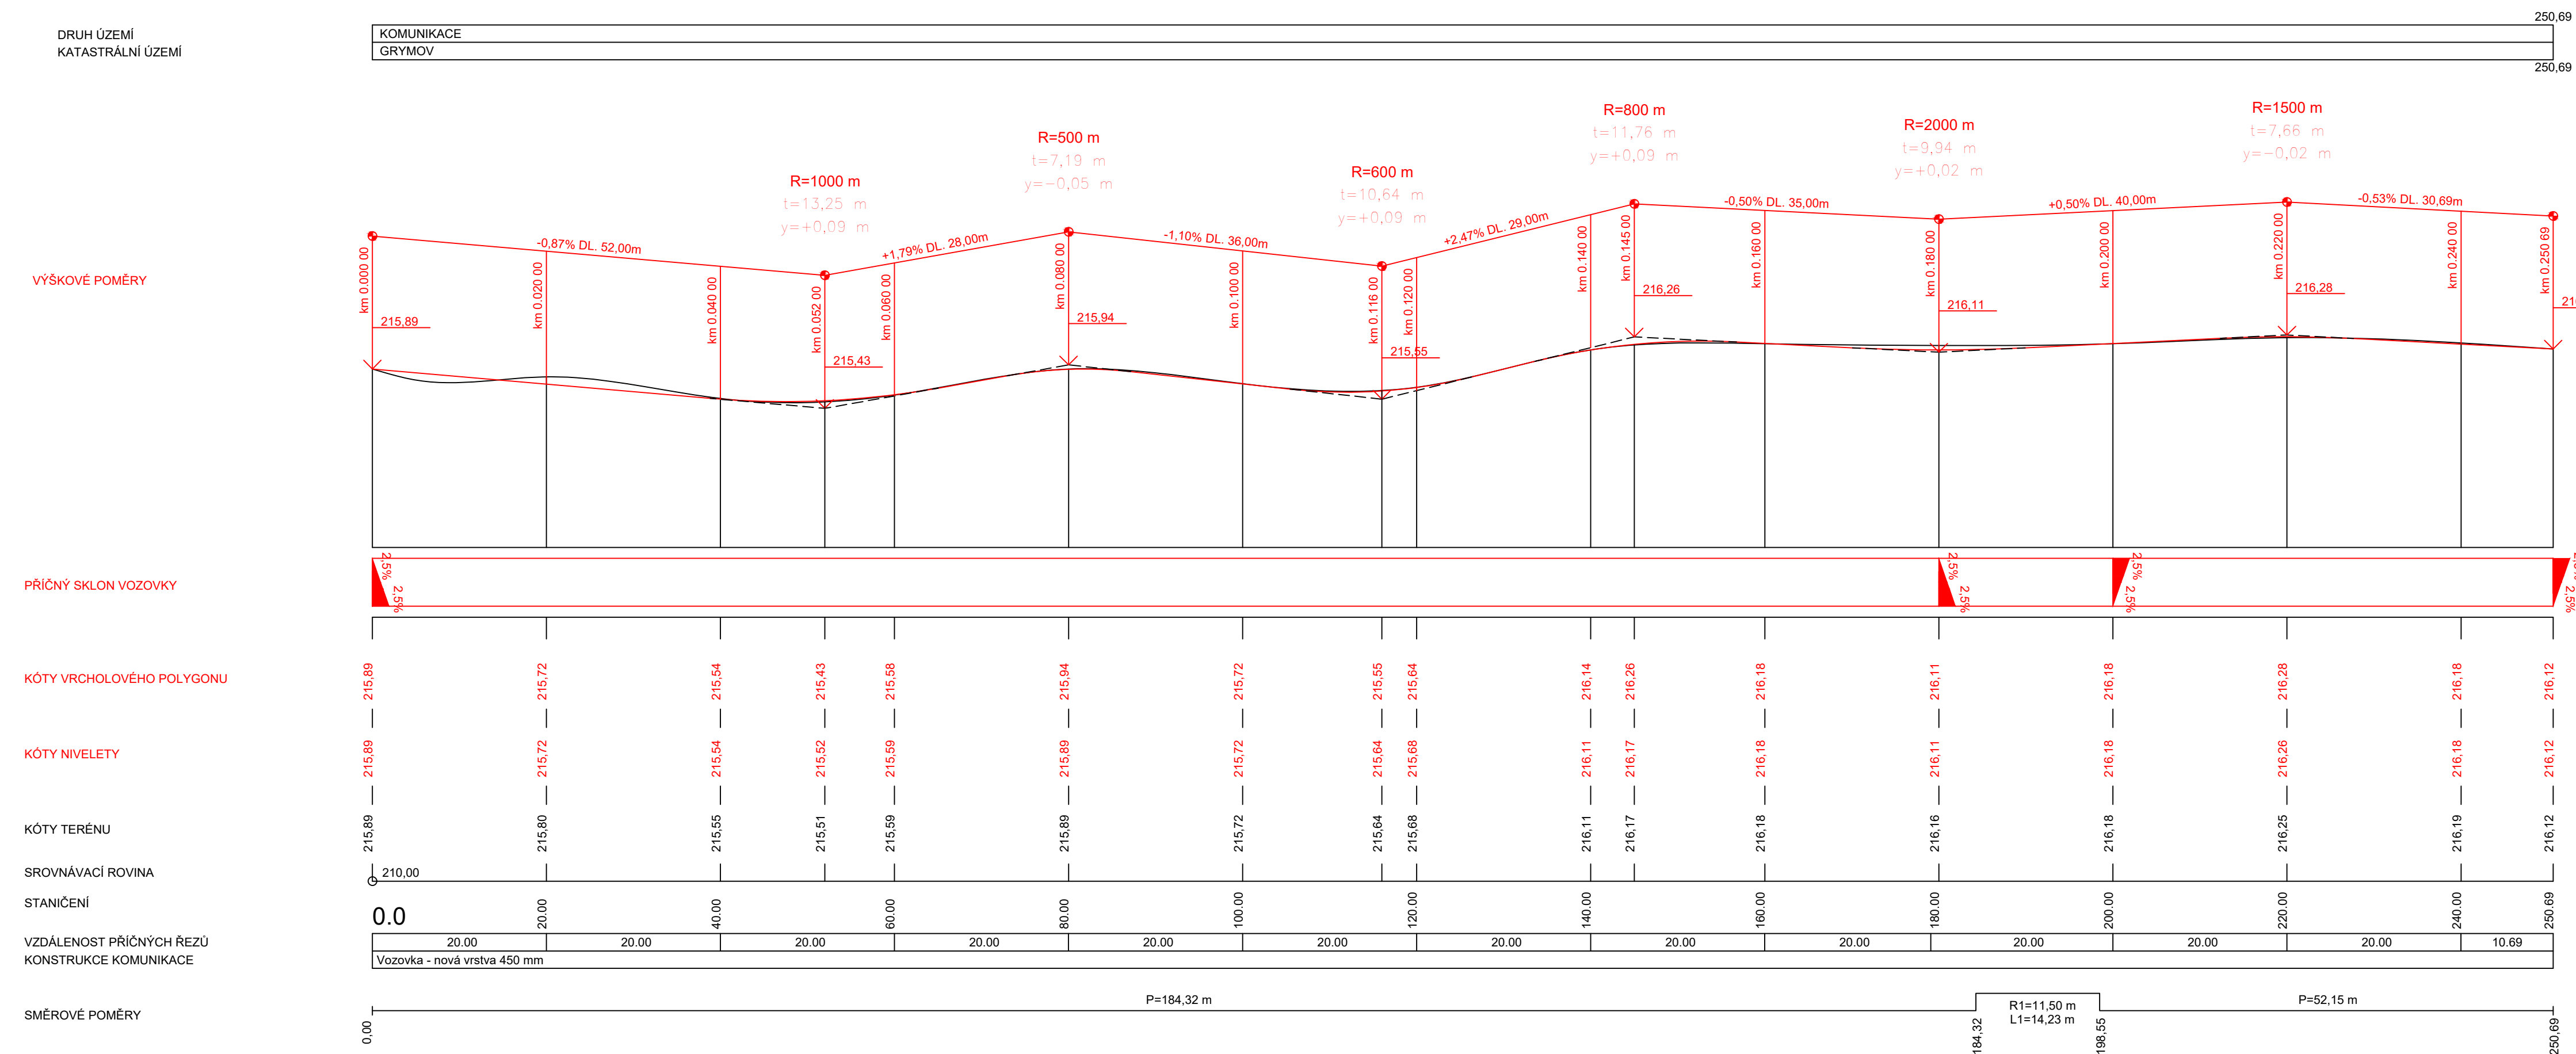 250,69
DRUH ÚZEMÍ
KOMUNIKACE
KATASTRÁLNÍ ÚZEMÍ
GRYMOV
250,69
R=1000 m
t=13,25 m
y=+0,09 m
R=500 m
t=7,19 m
y=-0,05 m
R=600 m
t=10,64 m
y=+0,09 m
R=800 m
t=11,76 m
y=+0,09 m
R=2000 m
t=9,94 m
y=+0,02 m
R=1500 m
t=7,66 m
y=-0,02 m
-0,87% DL. 52,00m
+1,79% DL. 28,00m
-1,10% DL. 36,00m
+2,47% DL. 29,00m
-0,50% DL. 35,00m
+0,50% DL. 40,00m
-0,53% DL. 30,69m
VÝŠKOVÉ POMĚRY
km 0.000 00
km 0.020 00
km 0.040 00
km 0.052 00
km 0.060 00
km 0.080 00
km 0.100 00
km 0.116 00
km 0.120 00
km 0.140 00
km 0.145 00
km 0.160 00
km 0.180 00
km 0.200 00
km 0.220 00
km 0.240 00
km 0.250 69
215,89
215,43
215,94
215,55
216,26
216,11
216,28
PŘÍČNÝ SKLON VOZOVKY
2,5%
2,5%
2,5%
2,5%
2,5%
2,5%
2,5%
KÓTY VRCHOLOVÉHO POLYGONU
215,89
215,72
215,54
215,43
215,58
215,94
215,72
215,55
215,64
216,14
216,26
216,18
216,11
216,18
216,28
216,18
216,12
KÓTY NIVELETY
215,89
215,72
215,54
215,52
215,59
215,89
215,72
215,64
215,68
216,11
216,17
216,18
216,11
216,18
216,26
216,18
216,12
KÓTY TERÉNU
215,89
215,80
215,55
215,51
215,59
215,89
215,72
215,64
215,68
216,11
216,17
216,18
216,16
216,18
216,25
216,19
216,12
SROVNÁVACÍ ROVINA
210,00
STANIČENÍ
0.0
20.00
40.00
60.00
80.00
100.00
120.00
140.00
160.00
180.00
200.00
220.00
240.00
250.69
VZDÁLENOST PŘÍČNÝCH ŘEZŮ
20.00
20.00
20.00
20.00
20.00
20.00
20.00
20.00
20.00
20.00
20.00
20.00
10.69
KONSTRUKCE KOMUNIKACE
Vozovka - nová vrstva 450 mm
SMĚROVÉ POMĚRY
P=184,32 m
R1=11,50 m
L1=14,23 m
P=52,15 m
0,00
184,32
198,55
250,69